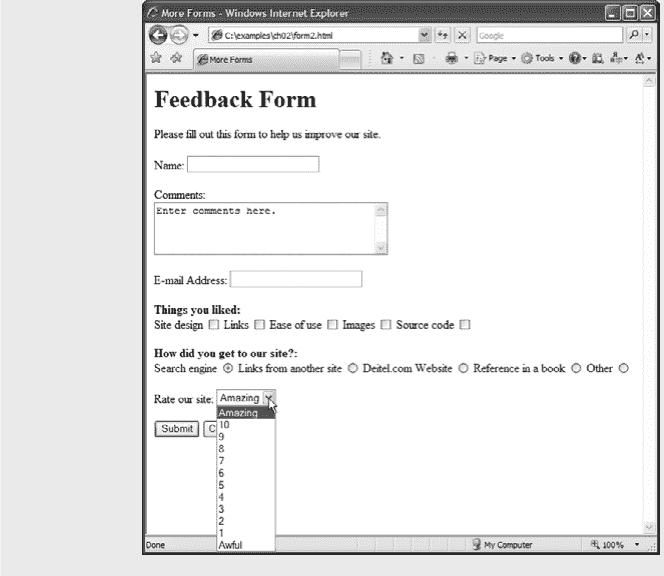 More Forms - Windows Internet Explorer
C:\examples\ch02\form2.html
Google
More Forms
Page
Tools
Feedback Form
Please fill out this form to help us improve our site.
Name:
Comments:
Enter comments here.
E-mail Address:
Things you liked:
Site design Links Ease of use Images Source code
How did you get to our site?:
Search engine Links from another site Deitel.com Website Reference in a book Other
Rate our site: Amazing
Amazing
10
9
8
7
6
5
4
3
2
1
Awful
Submit C
Done My Computer 100%